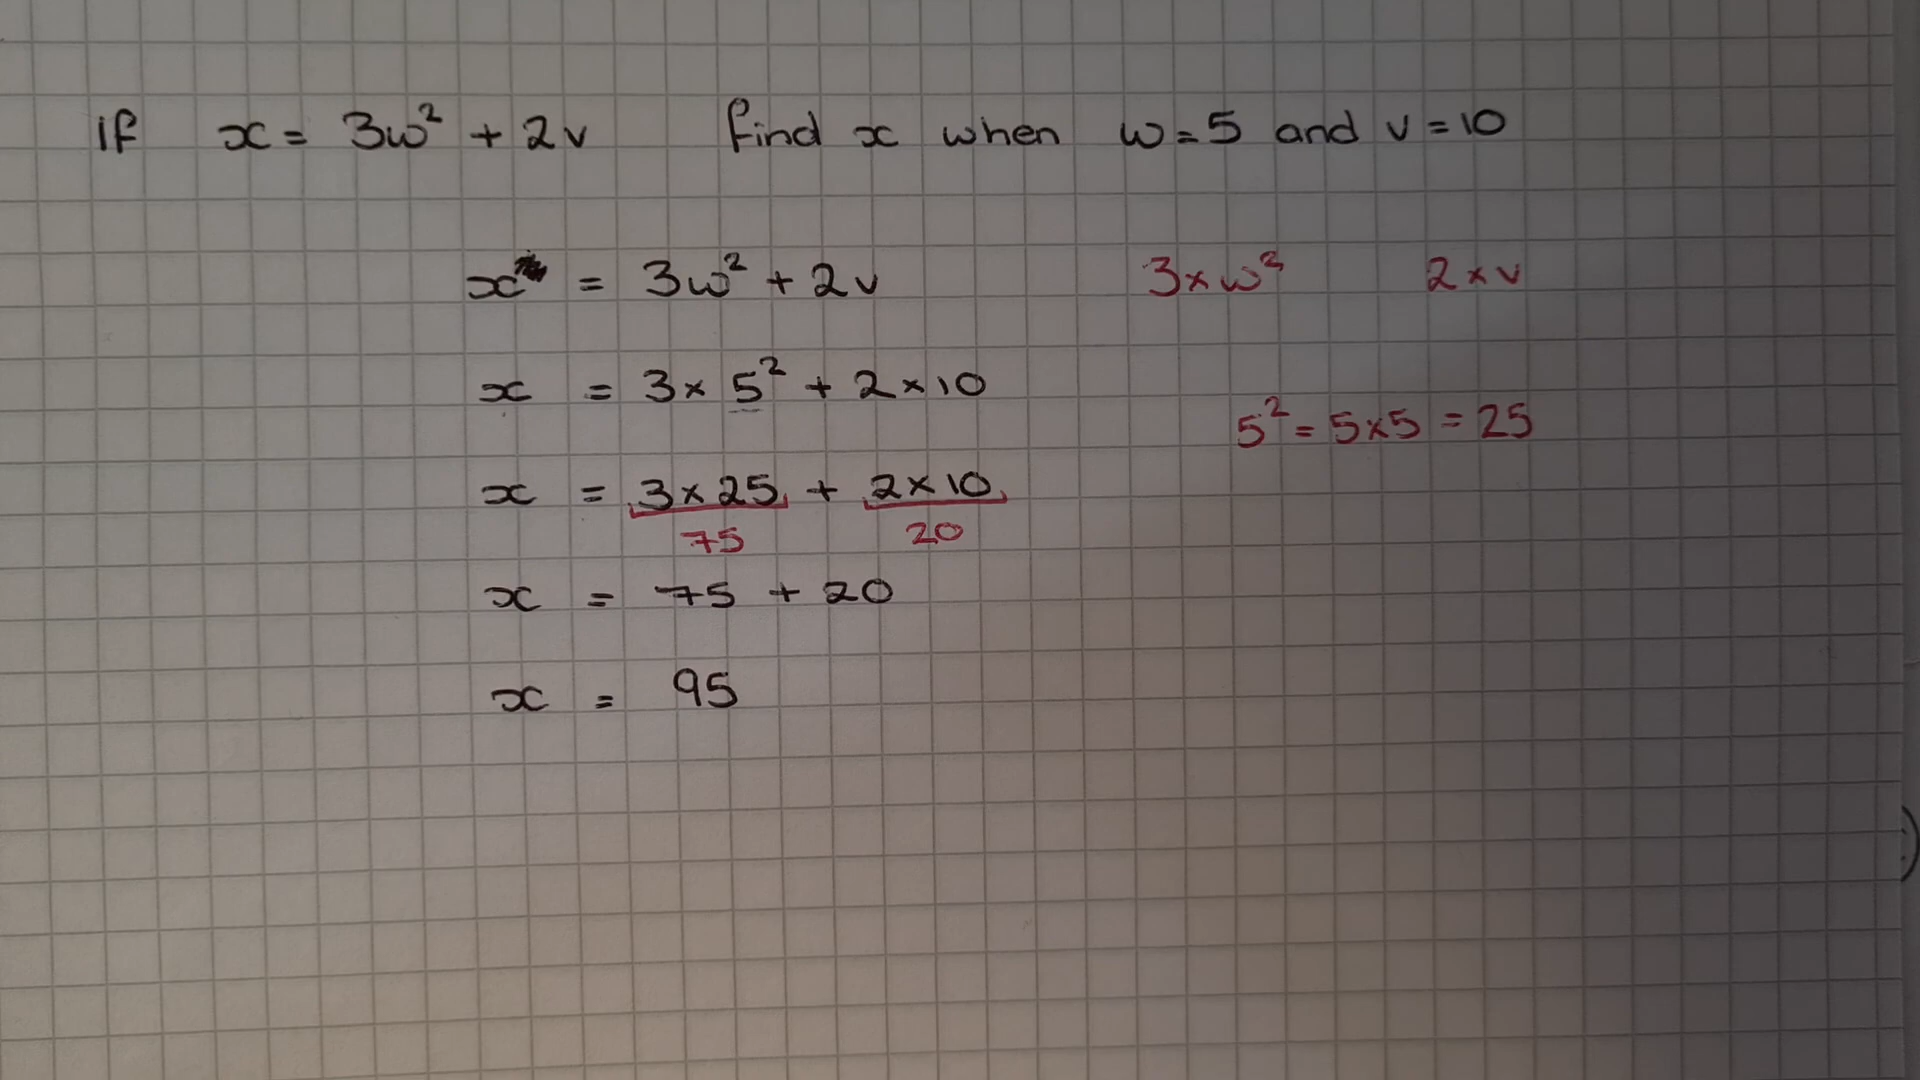 If x = 3w² + 2v find x when w = 5 and v = 10
x = 3w² + 2v 3 × w² 2 × v
x = 3 × 5² + 2 × 10
5² = 5 × 5 = 25
x = 3 × 25 + 2 × 10
75 20
x = 75 + 20
x = 95